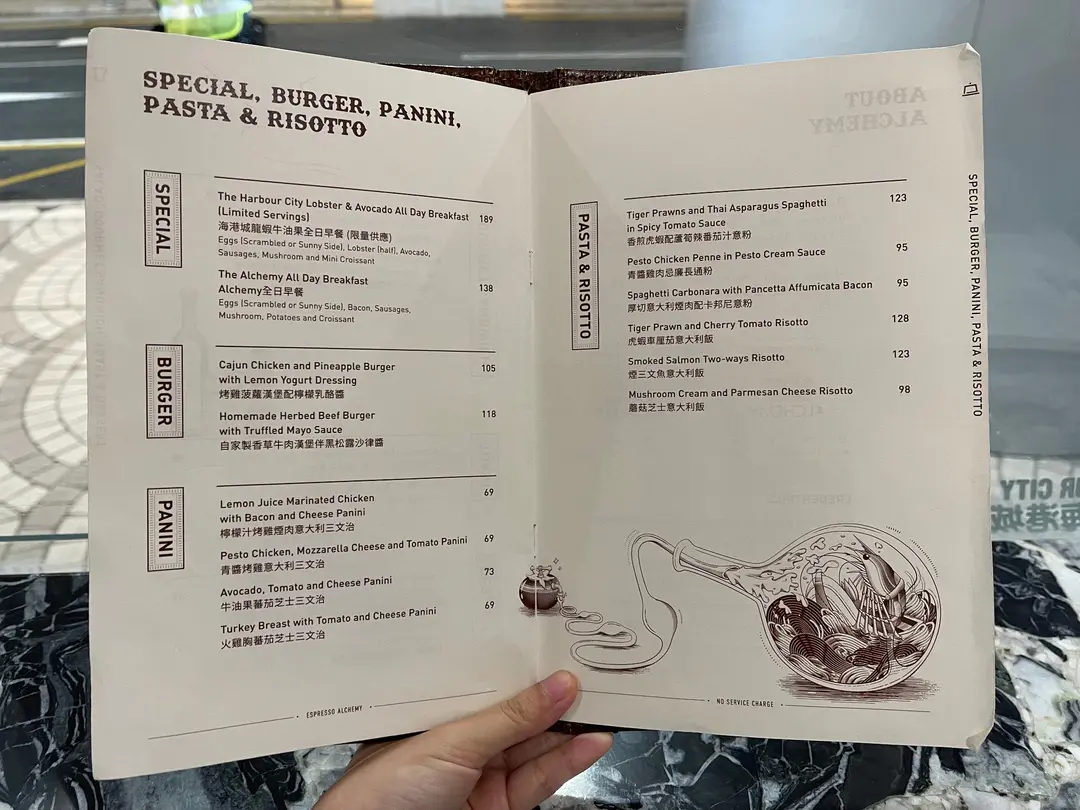 SPECIAL, BURGER, PANINI,
PASTA & RISOTTO
SPECIAL
The Harbour City Lobster & Avocado All Day Breakfast 189
(Limited Servings)
海港城龍蝦牛油果全日早餐 (限量供應)
Eggs (Scrambled or Sunny Side), Lobster (half), Avocado,
Sausages, Mushroom and Mini Croissant
The Alchemy All Day Breakfast 138
Alchemy全日早餐
Eggs (Scrambled or Sunny Side), Bacon, Sausages,
Mushroom, Potatoes and Croissant
BURGER
Cajun Chicken and Pineapple Burger 105
with Lemon Yogurt Dressing
烤雞菠蘿漢堡配檸檬乳酪醬
Homemade Herbed Beef Burger 118
with Truffled Mayo Sauce
自家製香草牛肉漢堡伴黑松露沙律醬
PANINI
Lemon Juice Marinated Chicken 69
with Bacon and Cheese Panini
檸檬汁烤雞煙肉意大利三文治
Pesto Chicken, Mozzarella Cheese and Tomato Panini 69
青醬烤雞意大利三文治
Avocado, Tomato and Cheese Panini 73
牛油果蕃茄芝士三文治
Turkey Breast with Tomato and Cheese Panini 69
火雞胸蕃茄芝士三文治
ESPRESSO ALCHEMY
ABOUT
ALCHEMY
PASTA & RISOTTO
Tiger Prawns and Thai Asparagus Spaghetti 123
in Spicy Tomato Sauce
香煎虎蝦配蘆筍辣番茄汁意粉
Pesto Chicken Penne in Pesto Cream Sauce 95
青醬雞肉忌廉長通粉
Spaghetti Carbonara with Pancetta Affumicata Bacon 95
厚切意大利煙肉配卡邦尼意粉
Tiger Prawn and Cherry Tomato Risotto 128
虎蝦車厘茄意大利飯
Smoked Salmon Two-ways Risotto 123
煙三文魚意大利飯
Mushroom Cream and Parmesan Cheese Risotto 98
蘑菇芝士意大利飯
NO SERVICE CHARGE
SPECIAL, BURGER, PANINI, PASTA & RISOTTO
R CITY
海港城